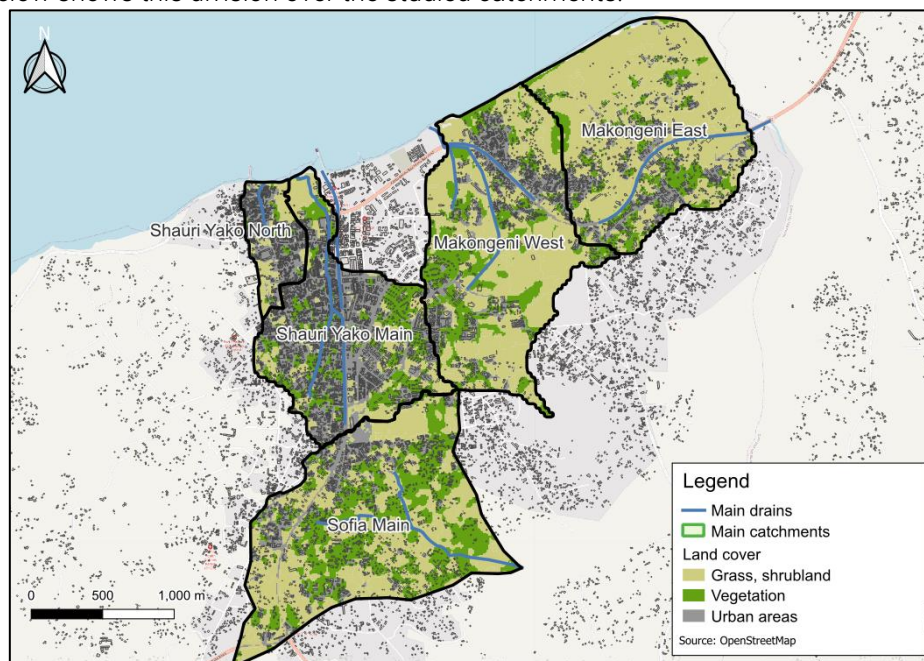 N
Makongeni East
Shauri Yako North
Makongeni West
Shauri Yako Main
Sofia Main
0 500 1,000 m
Legend
Main drains
Main catchments
Land cover
Grass, shrubland
Vegetation
Urban areas
Source: OpenStreetMap